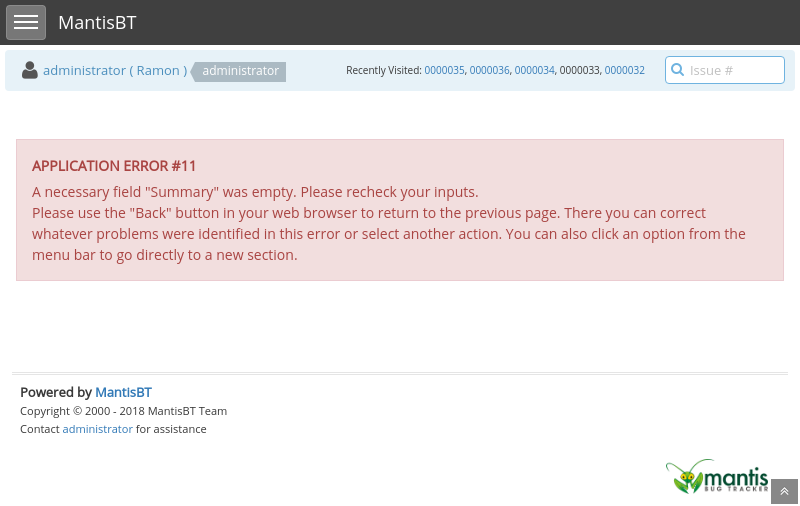 MantisBT
administrator ( Ramon ) administrator Recently Visited: 0000035, 0000036, 0000034, 0000033, 0000032 Issue #
APPLICATION ERROR #11
A necessary field "Summary" was empty. Please recheck your inputs.
Please use the "Back" button in your web browser to return to the previous page. There you can correct
whatever problems were identified in this error or select another action. You can also click an option from the
menu bar to go directly to a new section.
Powered by MantisBT
Copyright © 2000 - 2018 MantisBT Team
Contact administrator for assistance
mantis
BUG TRACKER